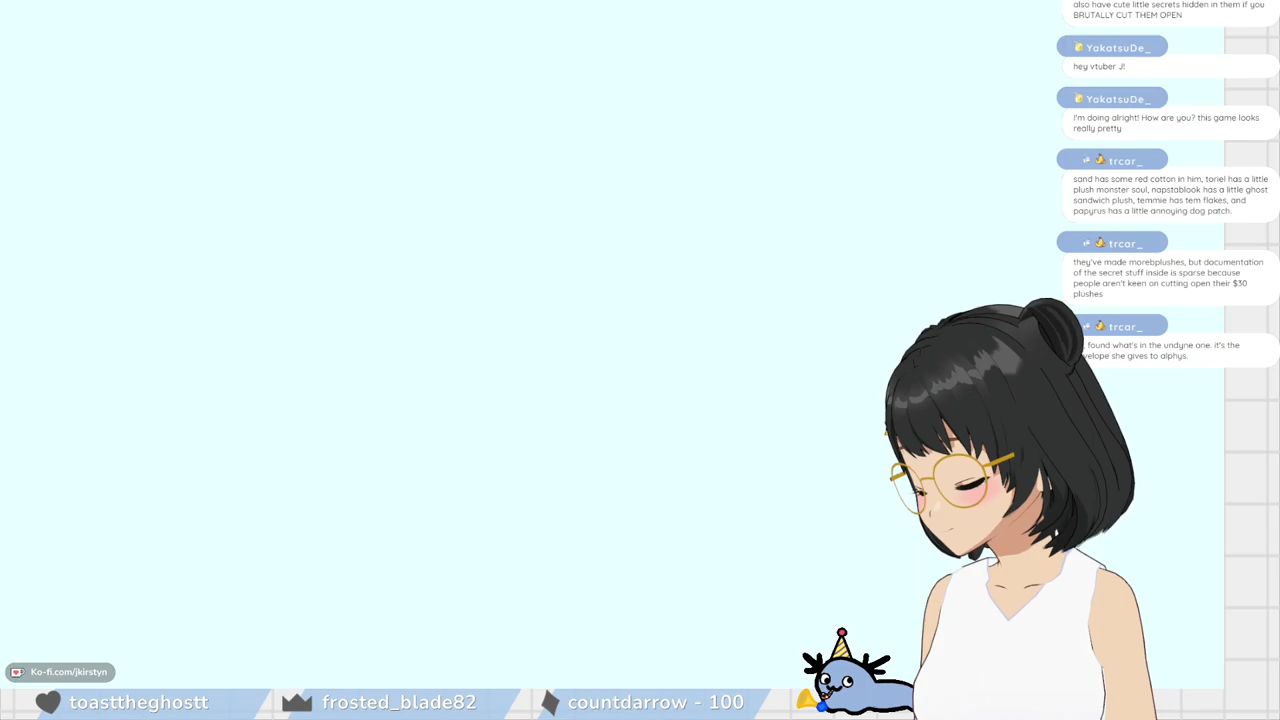 also have cute little secrets hidden in them if you
BRUTALLY CUT THEM OPEN
YakatsuDe_
hey vtuber J!
YakatsuDe_
I'm doing alright! How are you? this game looks
really pretty
trcar_
sand has some red cotton in him, toriel has a little
plush monster soul, napstablook has a little ghost
sandwich plush, temmie has tem flakes, and
papyrus has a little annoying dog patch.
trcar_
they've made morebplushes, but documentation
of the secret stuff inside is sparse because
people aren't keen on cutting open their $30
plushes
trcar_
found what's in the undyne one. it's the
velope she gives to alphys.
Ko-fi.com/jkirstyn
toasttheghostt
frosted_blade82
countdarrow - 100